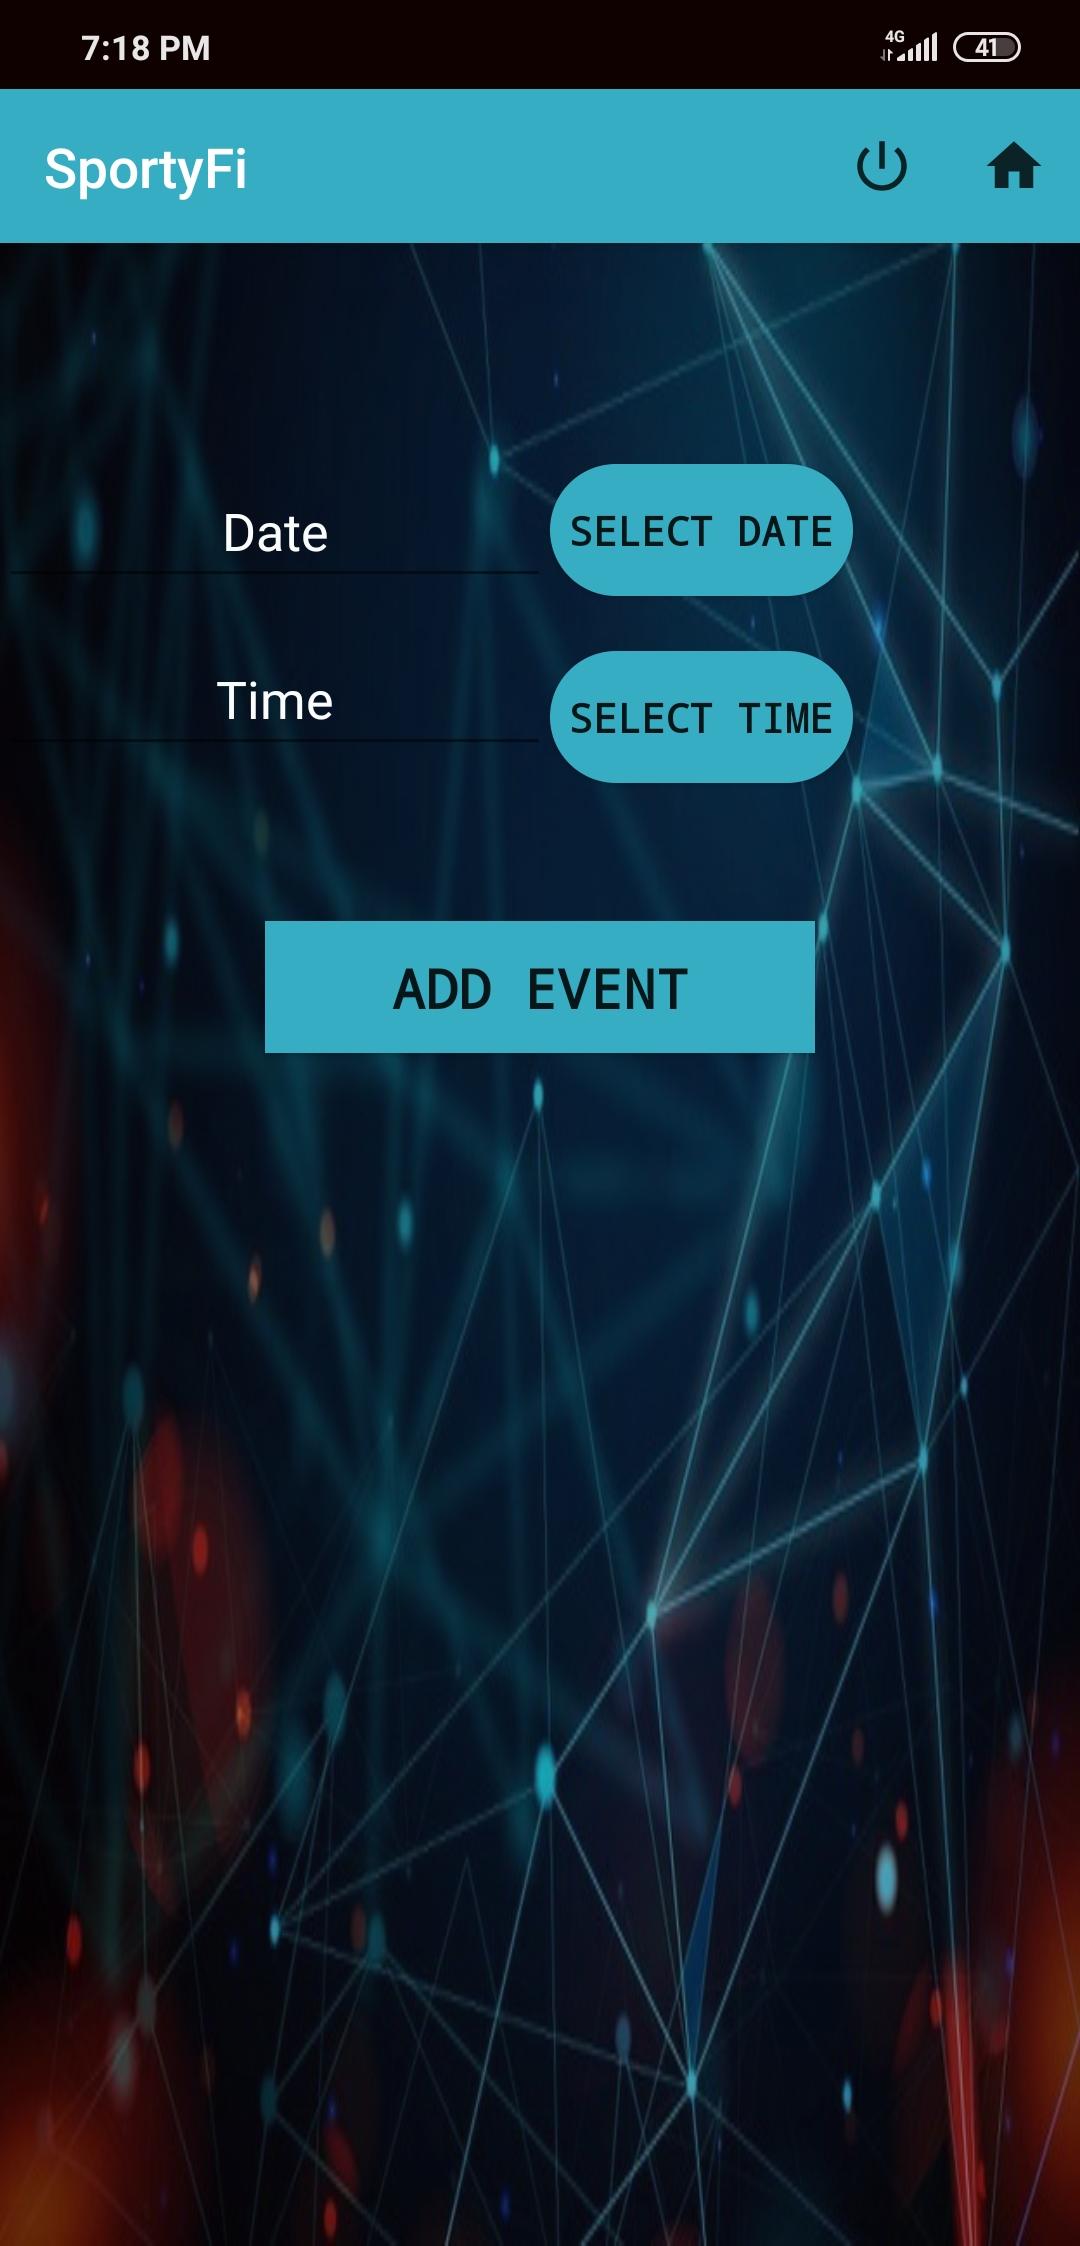 7:18 PM
4G
41
SportyFi
Date
SELECT DATE
Time
SELECT TIME
ADD EVENT